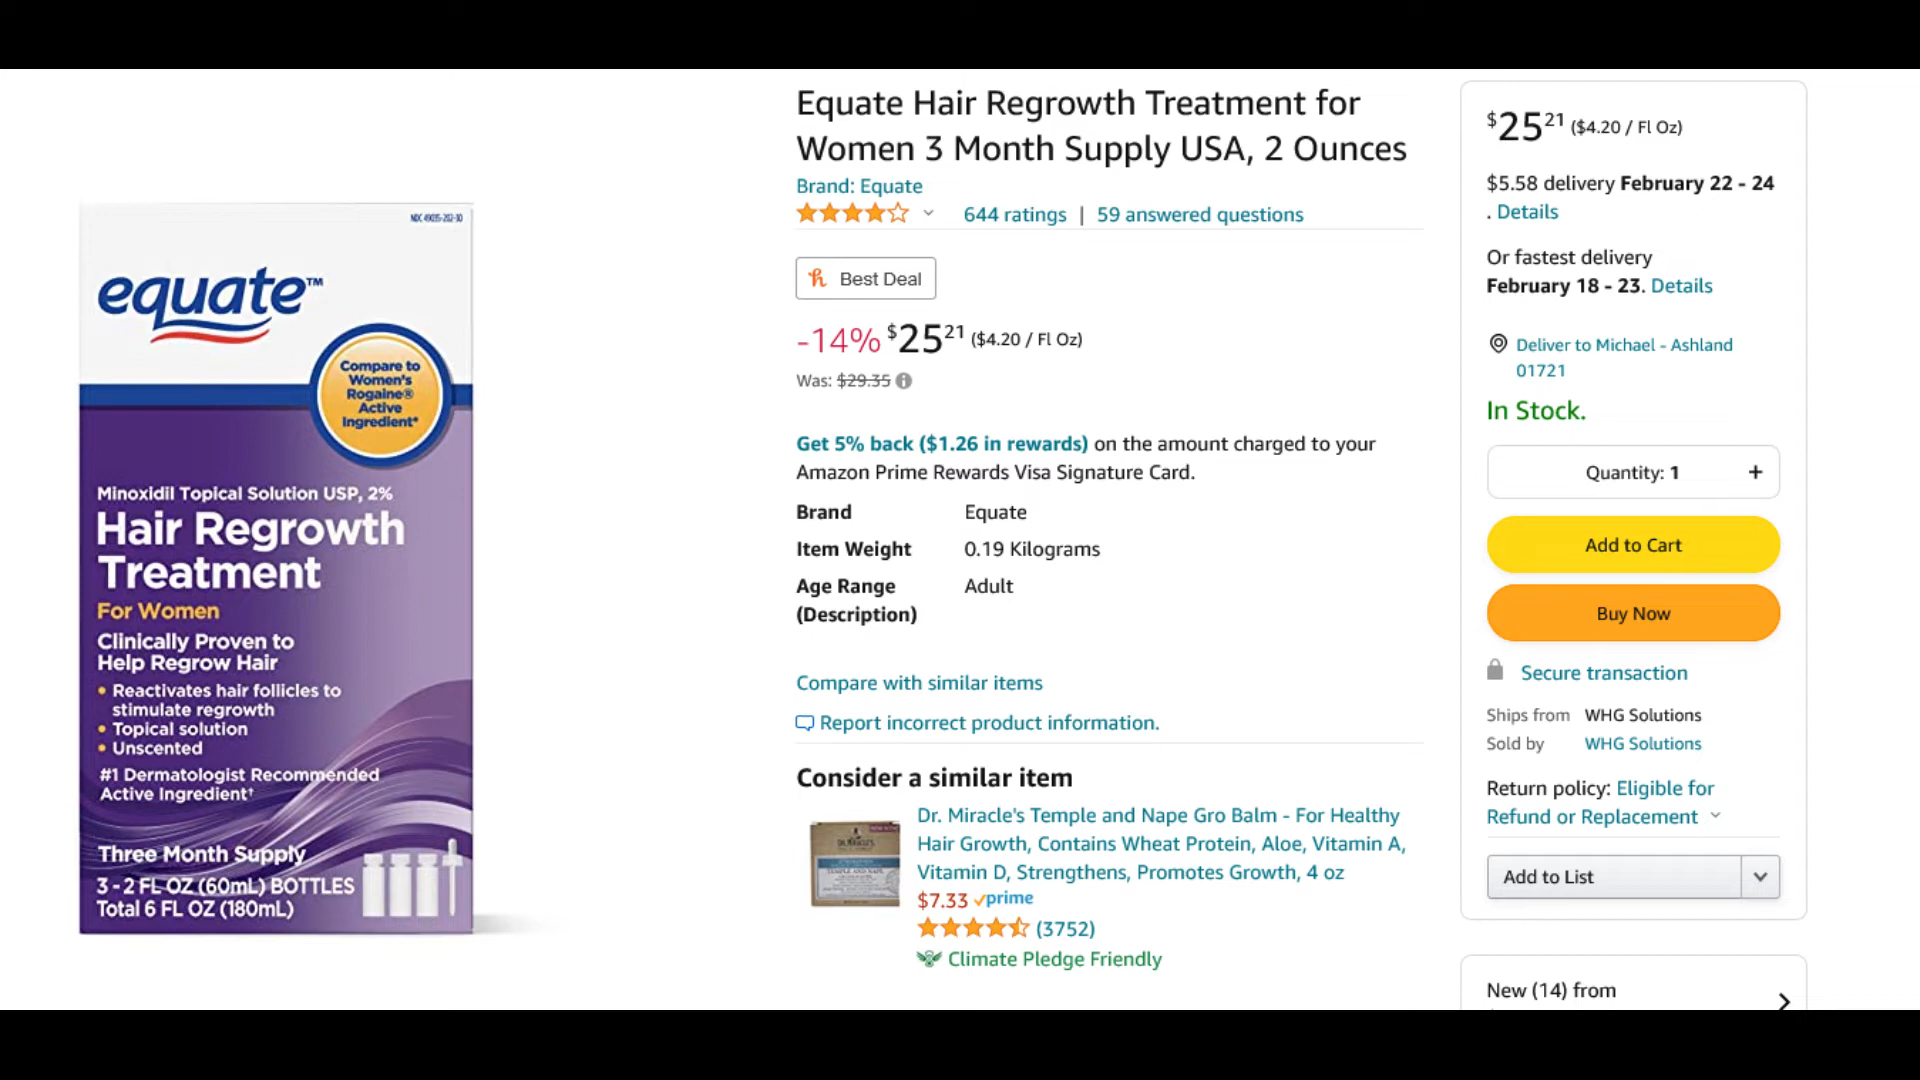 NDC 49035-202-30
equate™
Compare to
Women's
Rogaine®
Active
Ingredient*
Minoxidil Topical Solution USP, 2%
Hair Regrowth
Treatment
For Women
Clinically Proven to
Help Regrow Hair
• Reactivates hair follicles to
stimulate regrowth
• Topical solution
• Unscented
#1 Dermatologist Recommended
Active Ingredient†
Three Month Supply
3 - 2 FL OZ (60mL) BOTTLES
Total 6 FL OZ (180mL)
Equate Hair Regrowth Treatment for
Women 3 Month Supply USA, 2 Ounces
Brand: Equate
644 ratings | 59 answered questions
Best Deal
-14% $25 21 ($4.20 / Fl Oz)
Was: $29.35
Get 5% back ($1.26 in rewards) on the amount charged to your
Amazon Prime Rewards Visa Signature Card.
Brand Equate
Item Weight 0.19 Kilograms
Age Range Adult
(Description)
Compare with similar items
Report incorrect product information.
Consider a similar item
Dr. Miracle's Temple and Nape Gro Balm - For Healthy
Hair Growth, Contains Wheat Protein, Aloe, Vitamin A,
Vitamin D, Strengthens, Promotes Growth, 4 oz
$7.33 prime
(3752)
Climate Pledge Friendly
$25 21 ($4.20 / Fl Oz)
$5.58 delivery February 22 - 24
. Details
Or fastest delivery
February 18 - 23. Details
Deliver to Michael - Ashland
01721
In Stock.
Quantity: 1 +
Add to Cart
Buy Now
Secure transaction
Ships from WHG Solutions
Sold by WHG Solutions
Return policy: Eligible for
Refund or Replacement
Add to List
New (14) from